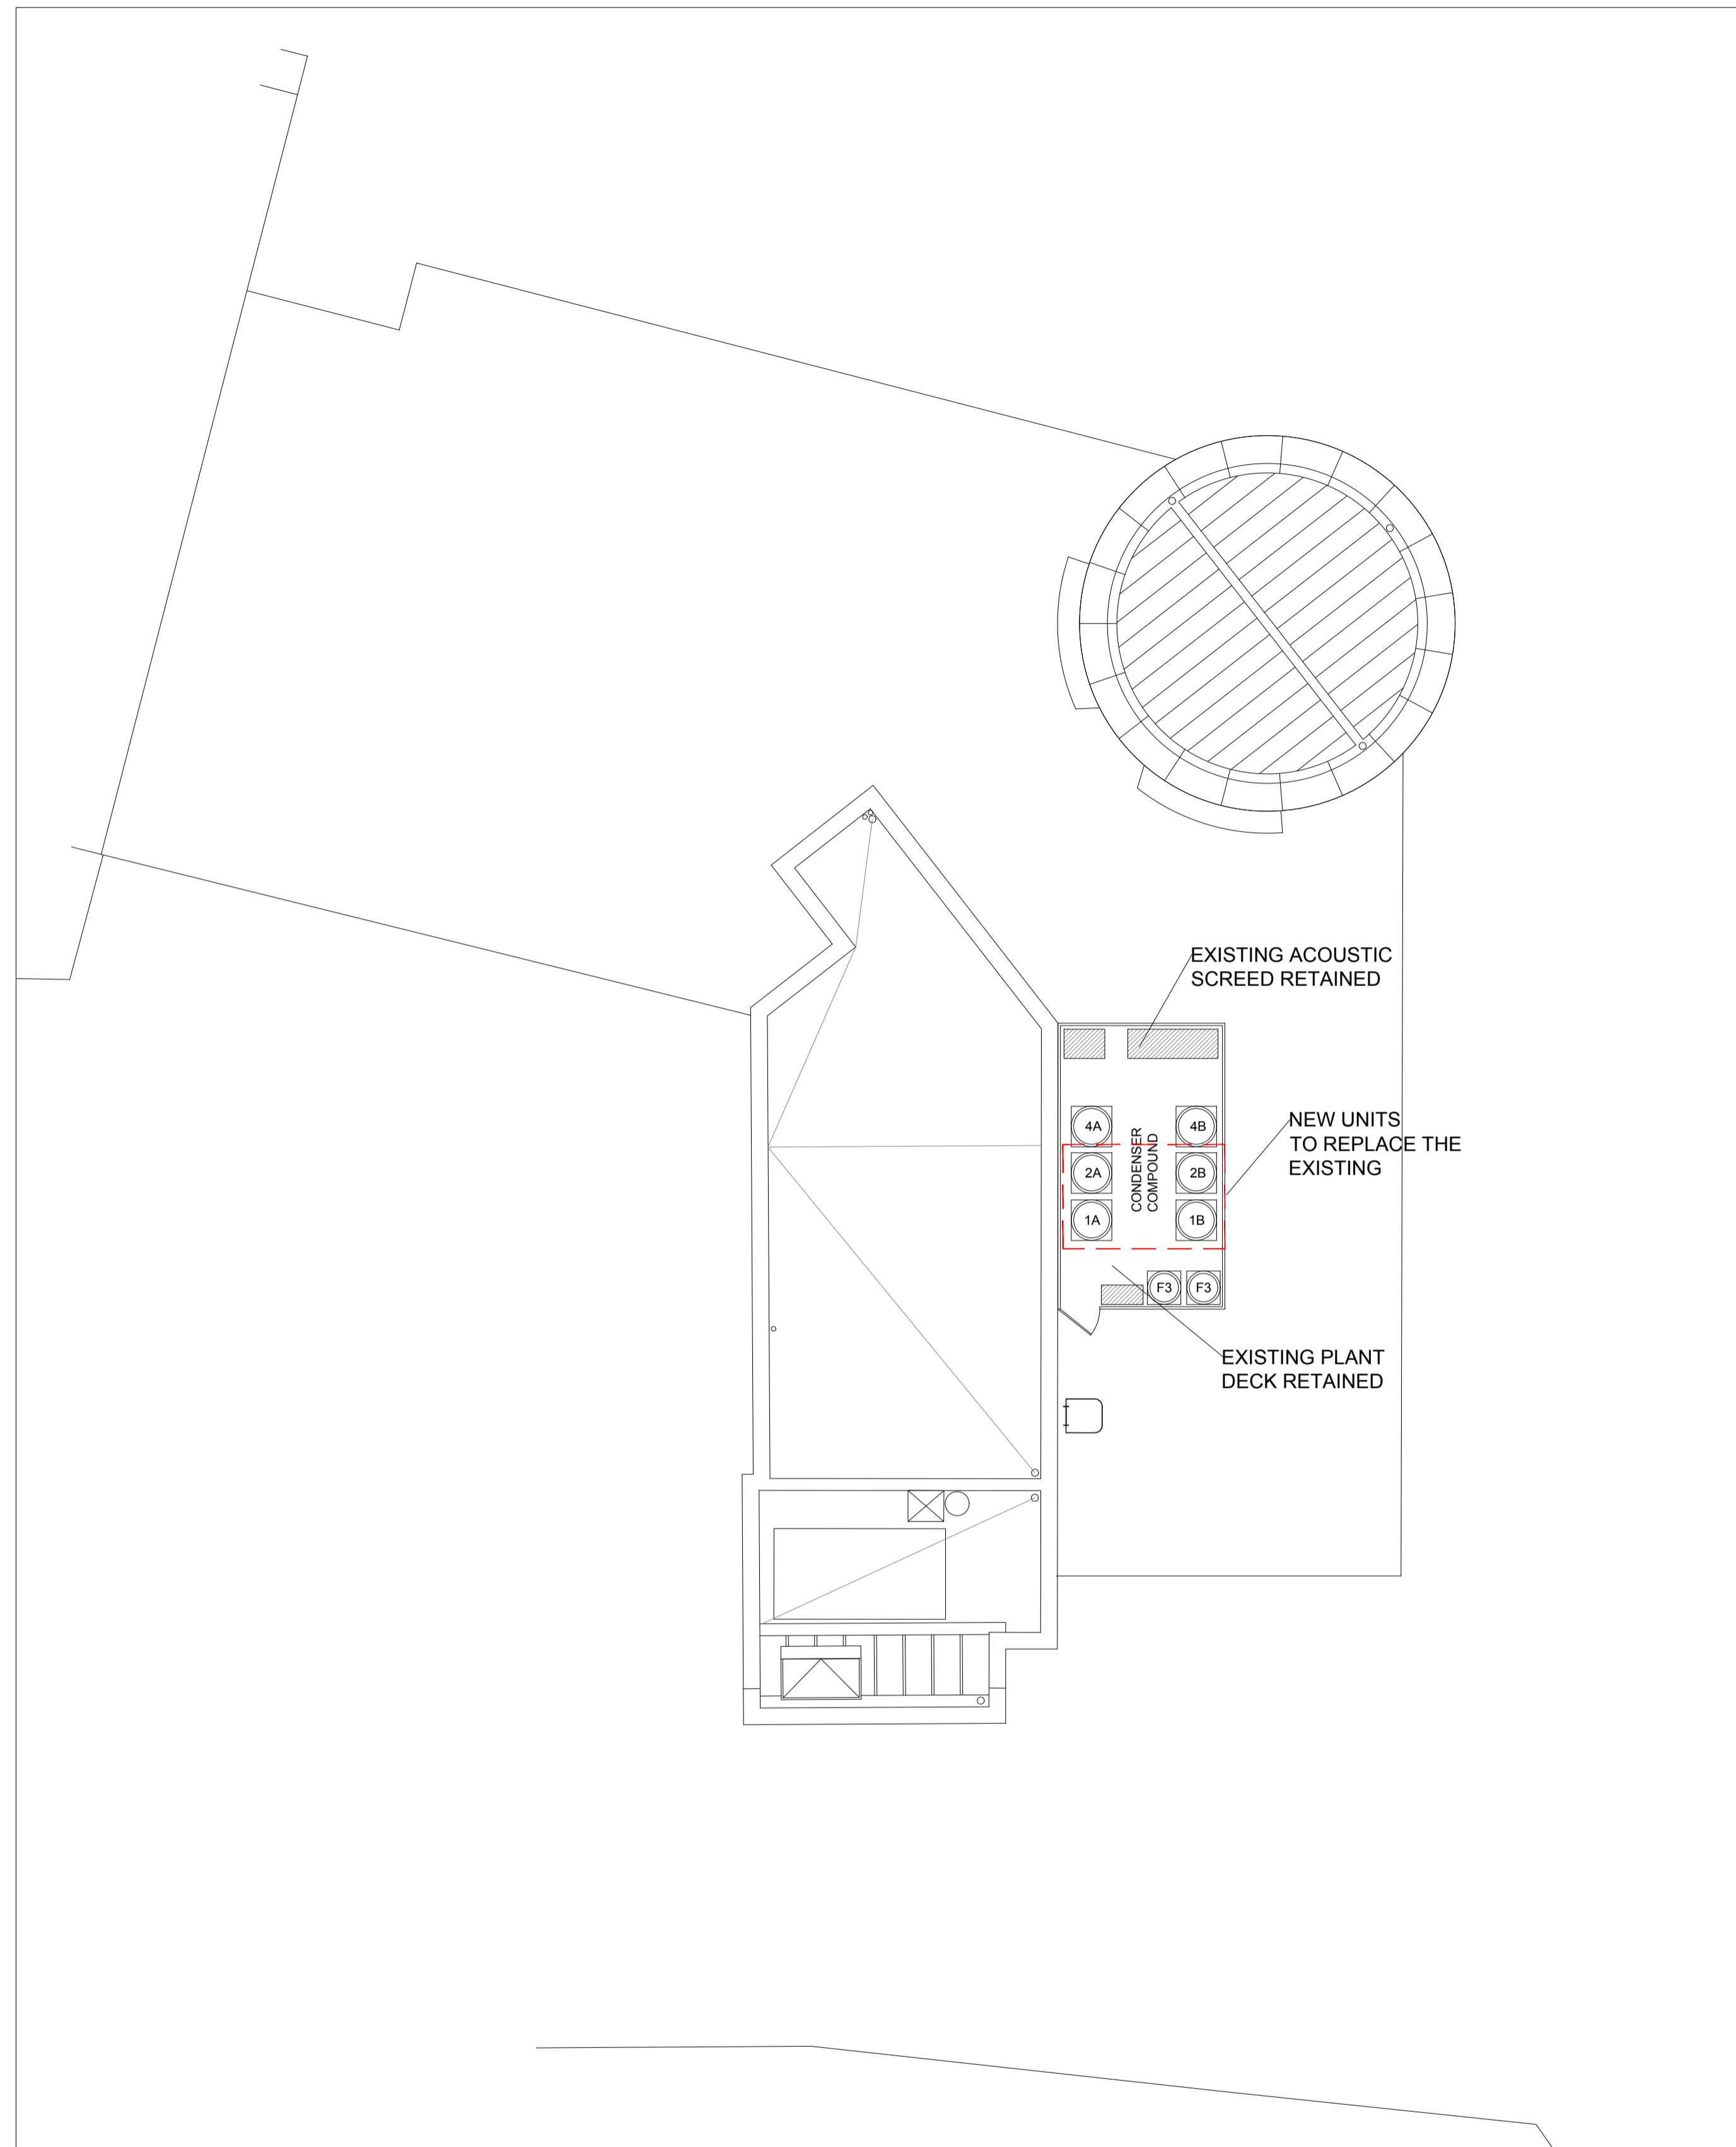 EXISTING ACOUSTIC
SCREED RETAINED
NEW UNITS
TO REPLACE THE
EXISTING
4A
4B
CONDENSER
COMPOUND
2A
2B
1A
1B
F3
F3
EXISTING PLANT
DECK RETAINED